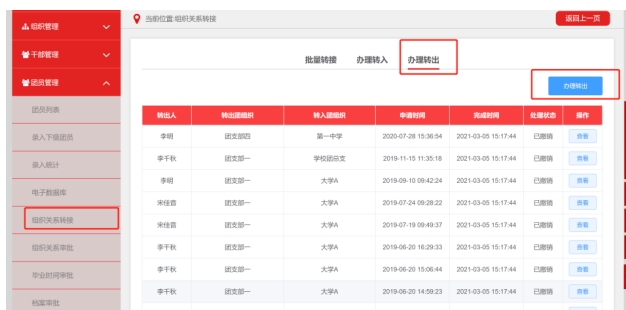 组织管理
干部管理
团员管理
团员列表
录入下级团员
录入统计
电子数据库
组织关系转接
组织关系审批
毕业时间审批
档案审批
当前位置:组织关系转接
返回上一页
批量转接 办理转入 办理转出
办理转出
转出人 转出团组织 转入团组织 申请时间 完成时间 处理状态 操作
李明 团支部四 第一中学 2020-07-28 15:36:54 2021-03-05 15:17:44 已撤销 查看
李千秋 团支部一 学校团总支 2019-11-15 11:35:18 2021-03-05 15:17:44 已撤销 查看
李明 团支部一 大学A 2019-09-10 09:42:24 2021-03-05 15:17:44 已撤销 查看
宋佳音 团支部一 大学A 2019-07-24 09:28:22 2021-03-05 15:17:44 已撤销 查看
宋佳音 团支部一 大学A 2019-07-19 09:49:37 2021-03-05 15:17:44 已撤销 查看
李千秋 团支部一 大学A 2019-06-20 16:29:33 2021-03-05 15:17:44 已撤销 查看
李千秋 团支部一 大学A 2019-06-20 15:06:44 2021-03-05 15:17:44 已撤销 查看
李千秋 团支部一 大学A 2019-06-20 14:59:23 2021-03-05 15:17:44 已撤销 查看